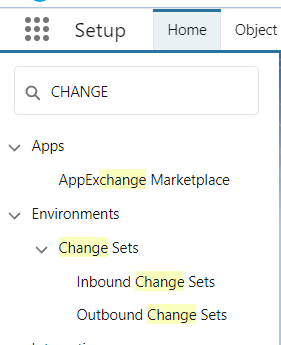 Setup
Home
Object
CHANGE
Apps
AppExchange Marketplace
Environments
Change Sets
Inbound Change Sets
Outbound Change Sets